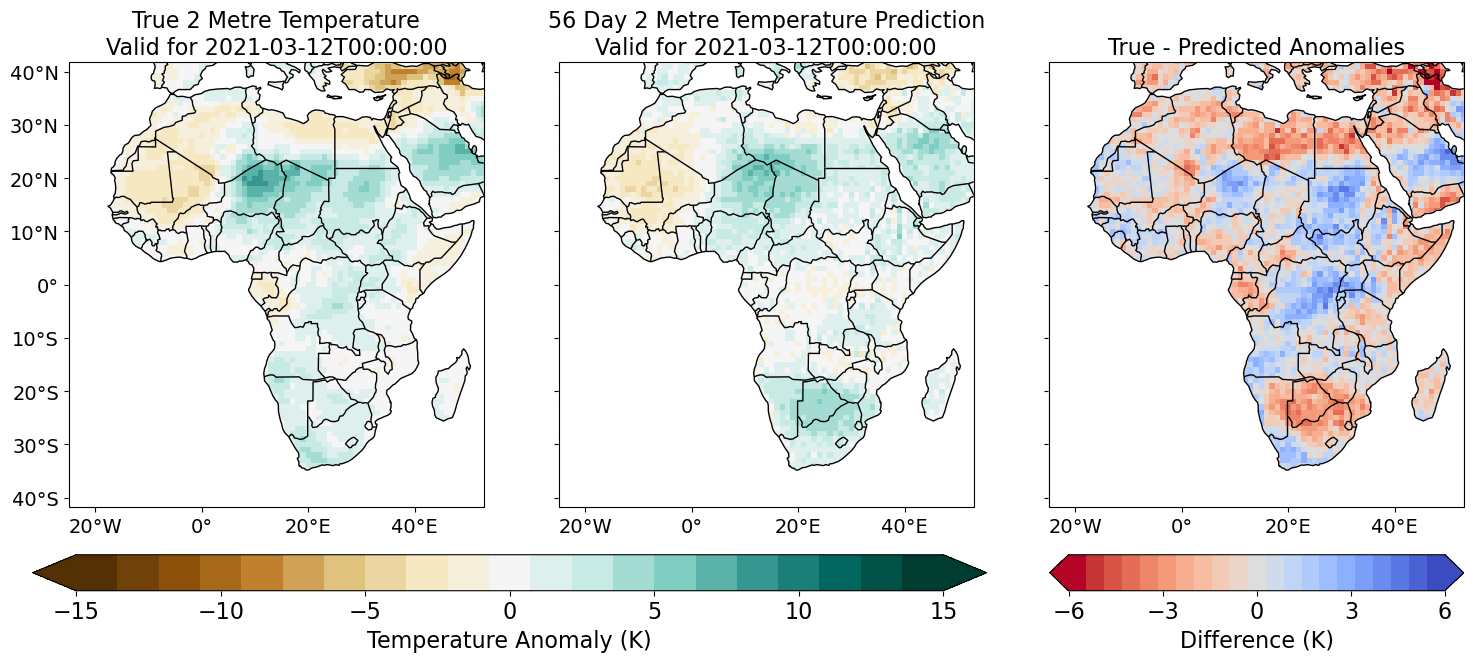 True 2 Metre Temperature
Valid for 2021-03-12T00:00:00
56 Day 2 Metre Temperature Prediction
Valid for 2021-03-12T00:00:00
True - Predicted Anomalies
40°N
30°N
20°N
10°N
0°
10°S
20°S
30°S
40°S
20°W 0° 20°E 40°E
20°W 0° 20°E 40°E
20°W 0° 20°E 40°E
−15 −10 −5 0 5 10 15
Temperature Anomaly (K)
−6 −3 0 3 6
Difference (K)